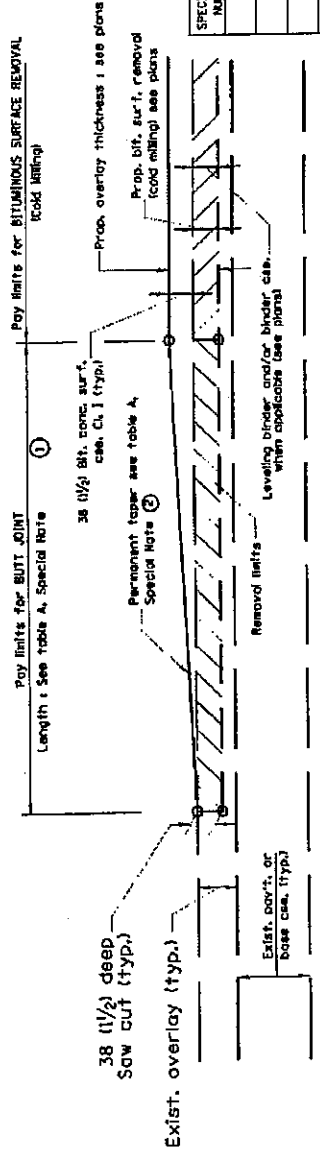 Pay limits for BUTT JOINT
Length : See table A, Special Note ①
Pay limits for BITUMINOUS SURFACE REMOVAL
(Cold Milling)
38 (1½) deep
Saw cut (typ.)
Exist. overlay (typ.)
Permanent taper see table A,
Special Note ②
38 (1½) Bit. conc. surf.
cse. Cl. I (typ.)
Prop. overlay thickness : see plans
Prop. bit. surf. removal
(cold milling) see plans
Exist. pav't. or
base cse. (typ.)
Removal limits
Leveling binder and/or binder cse.
when applicable (see plans)
SPEC